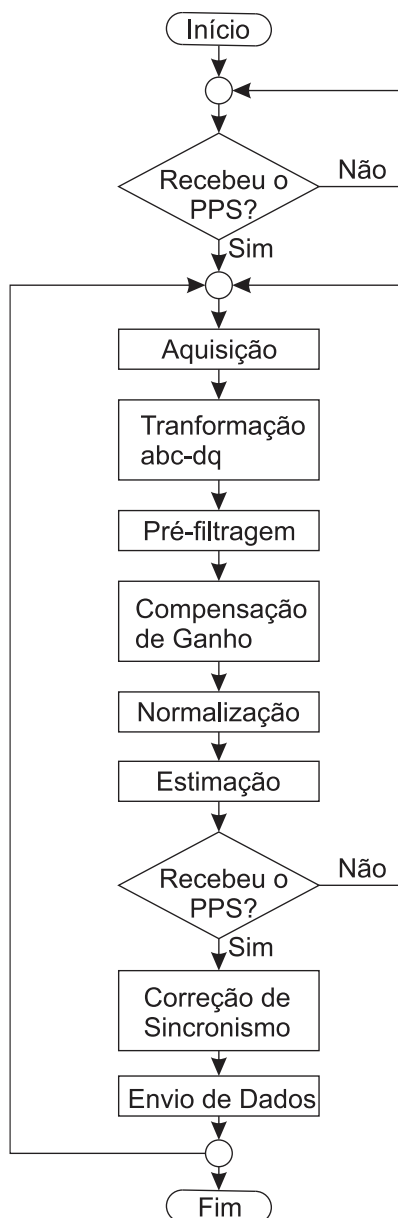 Início
Recebeu o
PPS?
Não
Sim
Aquisição
Tranformação
abc-dq
Pré-filtragem
Compensação
de Ganho
Normalização
Estimação
Recebeu o
PPS?
Não
Sim
Correção de
Sincronismo
Envio de Dados
Fim